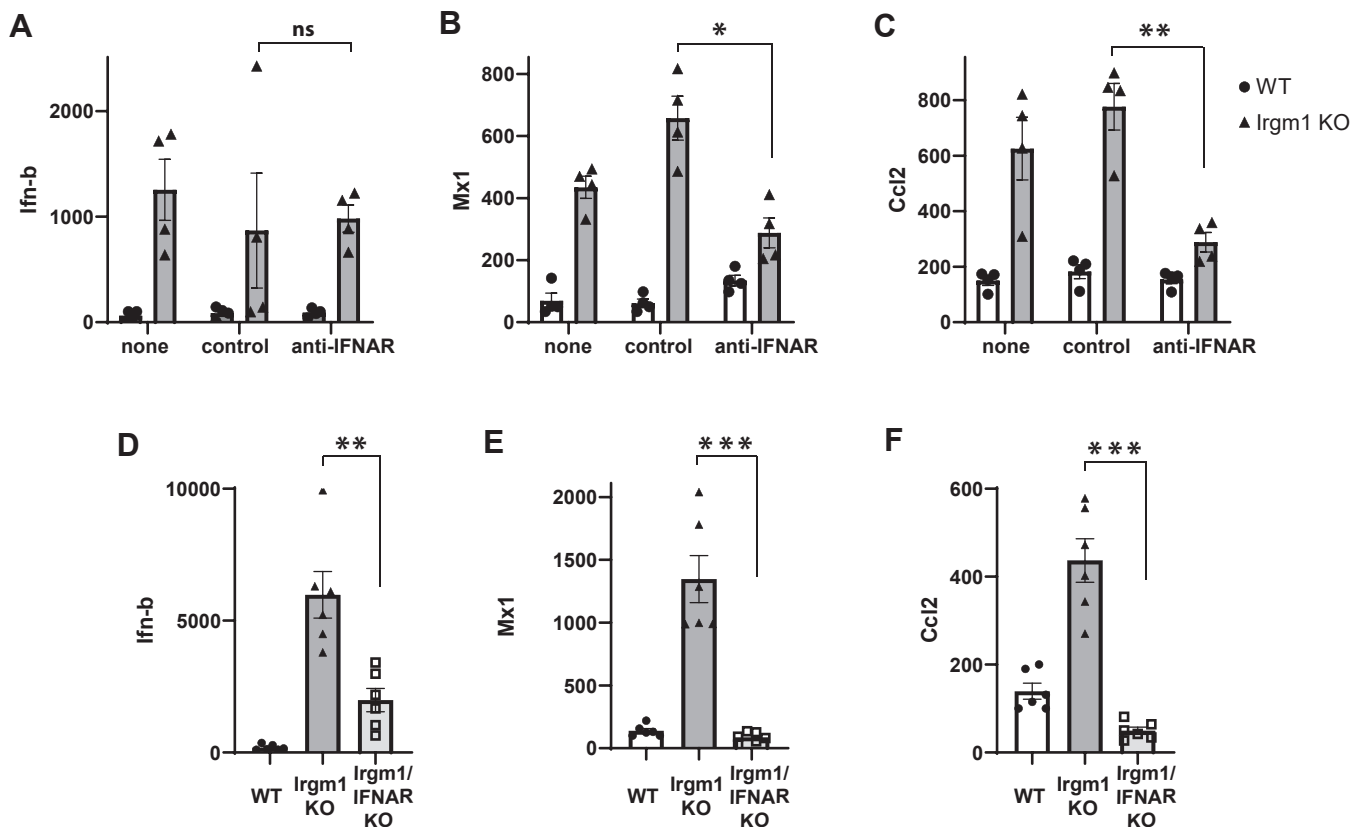 A
ns
Ifn-b
2000
1000
0
none control anti-IFNAR
B
*
Mx1
800
600
400
200
0
none control anti-IFNAR
C
**
Ccl2
800
600
400
200
0
none control anti-IFNAR
WT
Irgm1 KO
D
**
Ifn-b
10000
5000
0
WT
Irgm1
KO
Irgm1/
IFNAR
KO
E
***
Mx1
2000
1500
1000
500
0
WT
Irgm1
KO
Irgm1/
IFNAR
KO
F
***
Ccl2
600
400
200
0
WT
Irgm1
KO
Irgm1/
IFNAR
KO